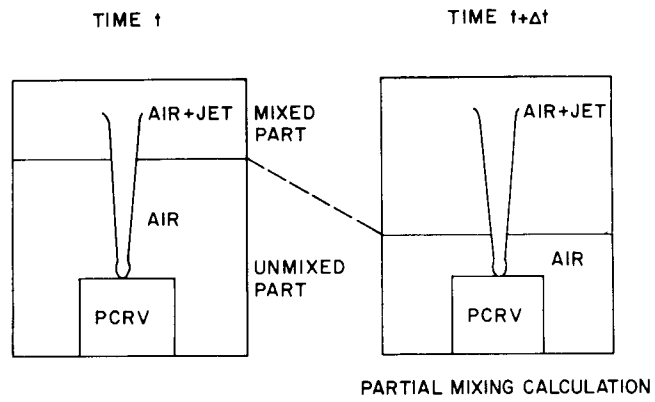 TIME t
TIME t+Δt
AIR+JET
MIXED
PART
AIR
UNMIXED
PART
PCRV
AIR+JET
AIR
PCRV
PARTIAL MIXING CALCULATION